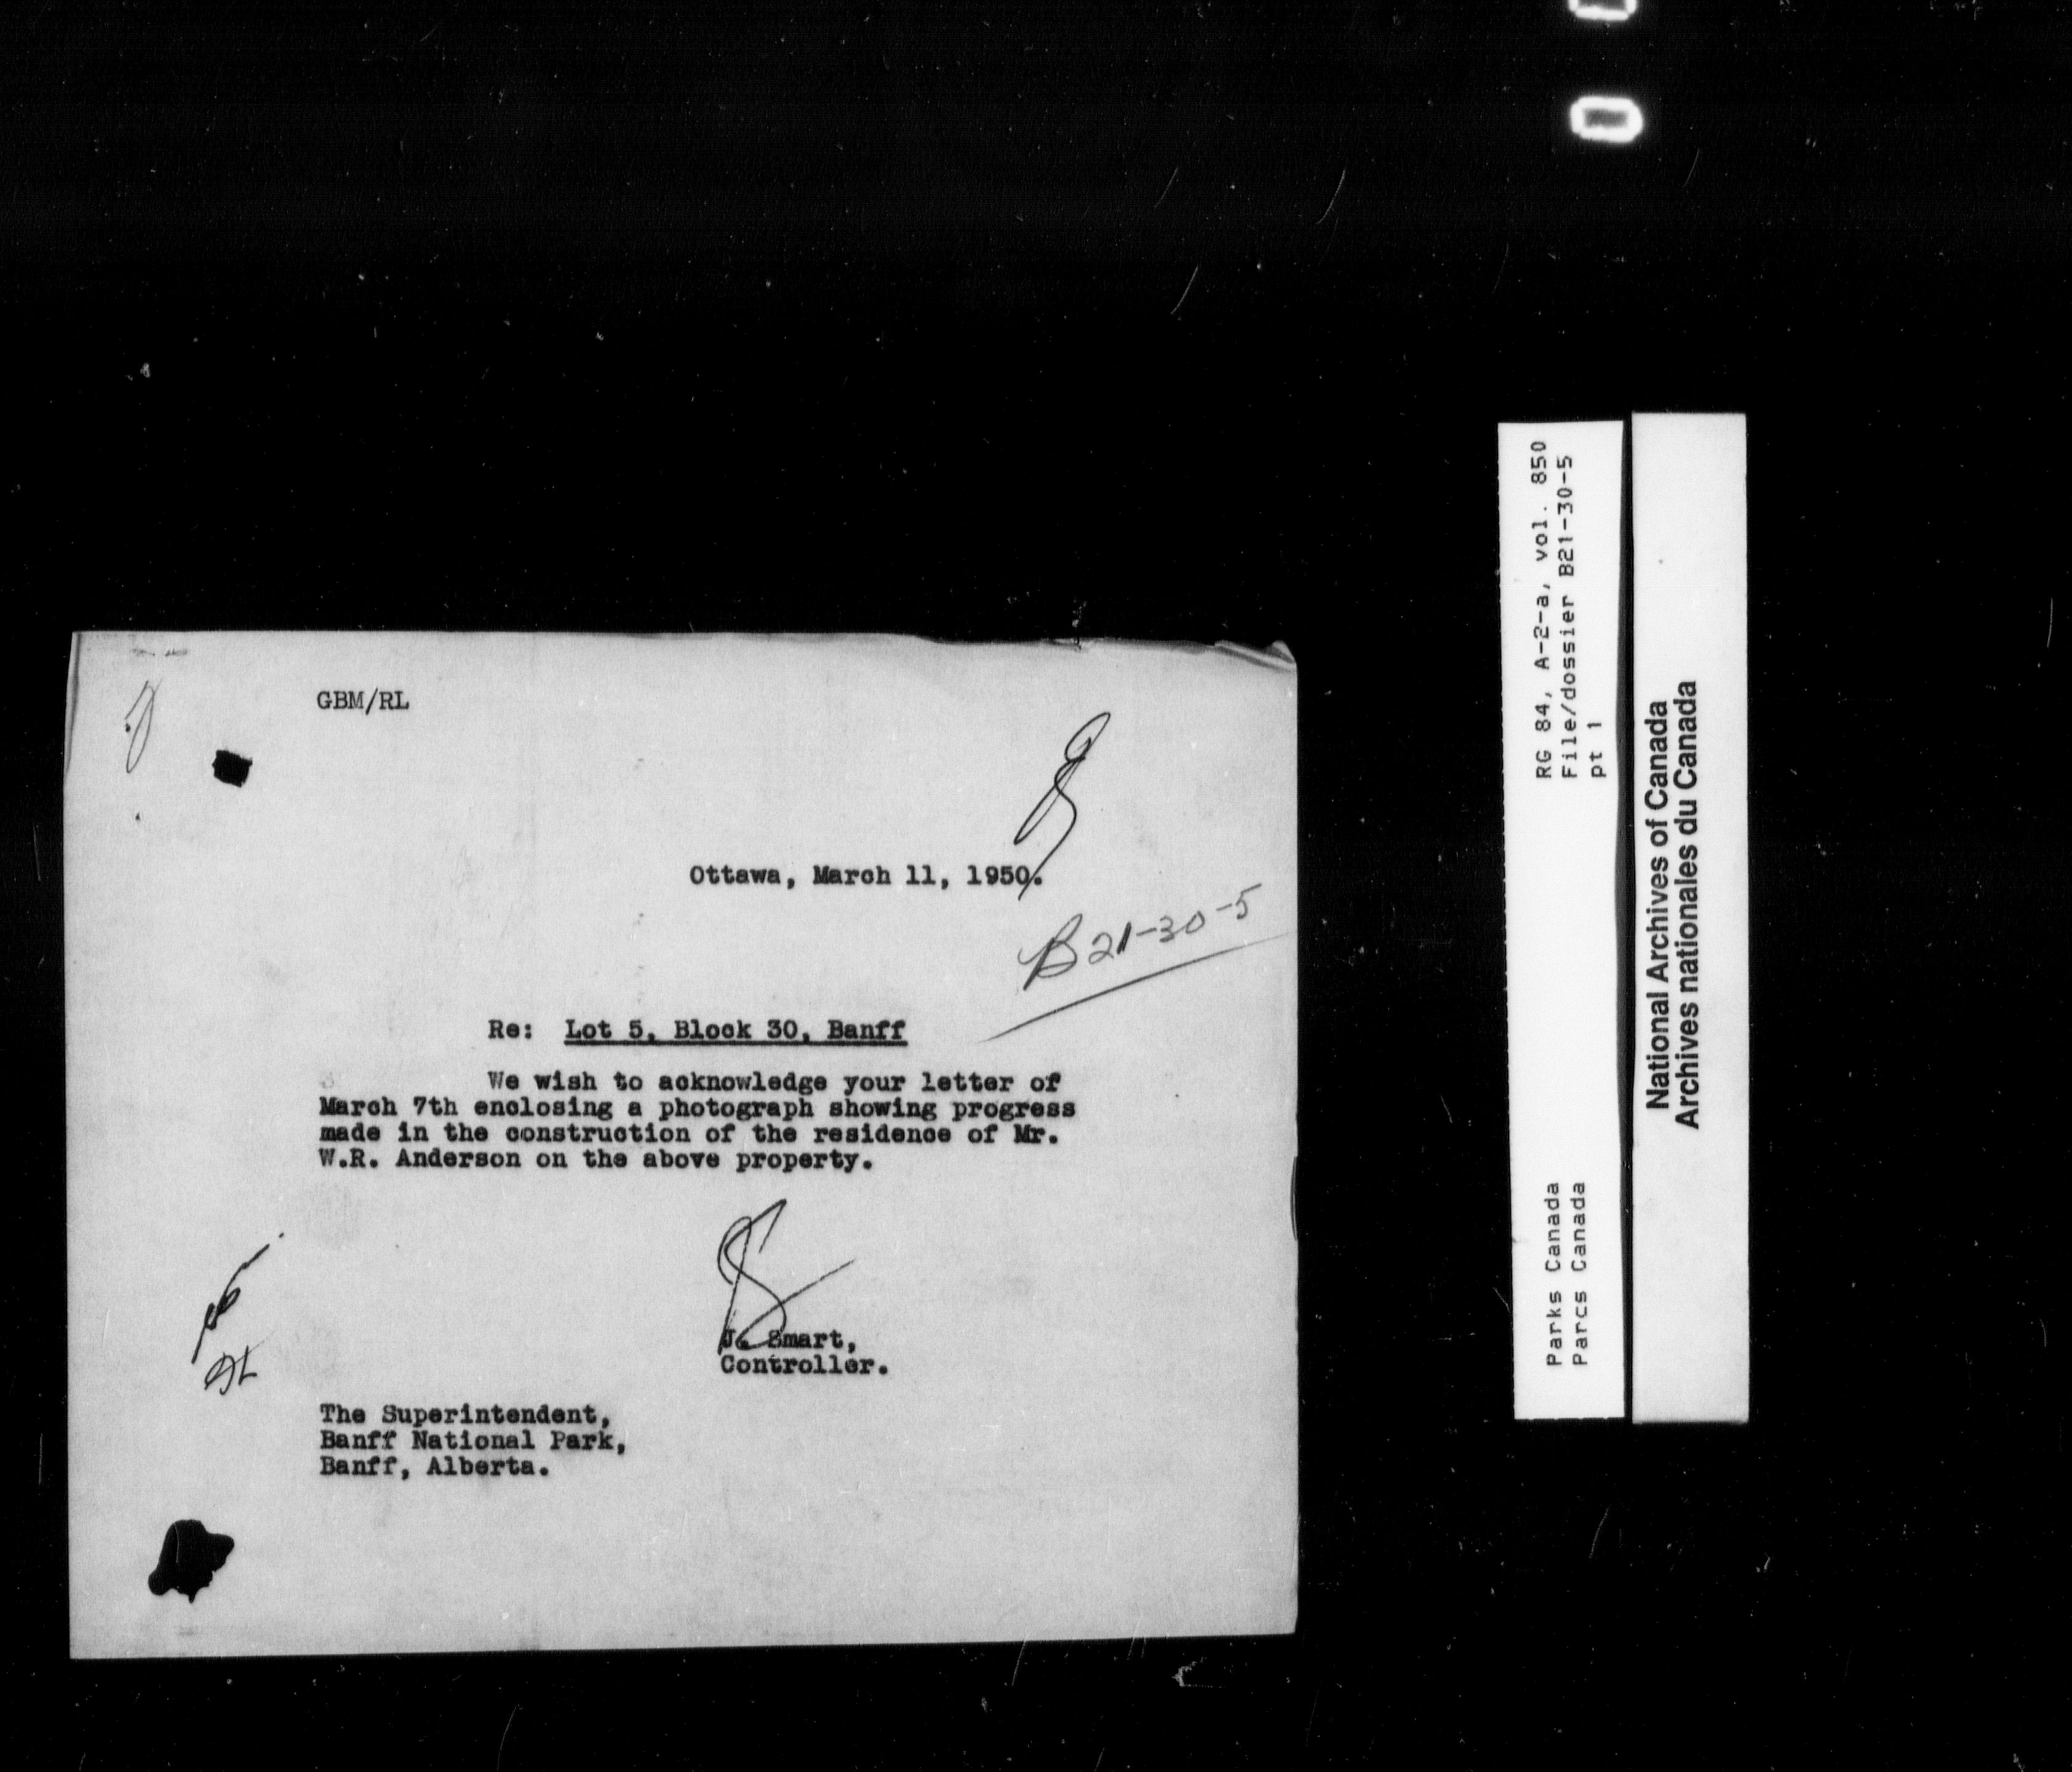 GBM/RL
Ottawa, March 11, 1950.
B21-30-5
Re: Lot 5, Block 30, Banff
We wish to acknowledge your letter of
March 7th enclosing a photograph showing progress
made in the construction of the residence of Mr.
W.R. Anderson on the above property.
J. Smart,
Controller.
The Superintendent,
Banff National Park,
Banff, Alberta.
RG 84, A-2-a, vol. 850
File/dossier B21-30-5
pt 1
Parks Canada
Parcs Canada
National Archives of Canada
Archives nationales du Canada